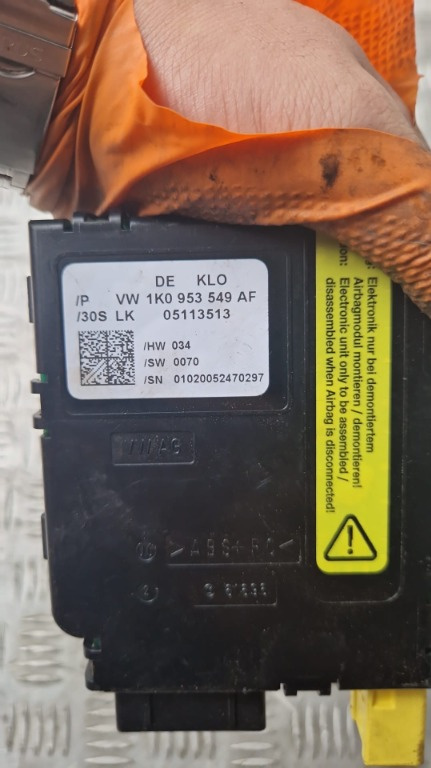 DE KLO
/P VW 1K0 953 549 AF
/30S LK 05113513
/HW 034
/SW 0070
/SN 01020052470297
VW AG
Elektronik nur bei demontiertem
Airbagmodul montieren / demontieren!
Electronic unit only to be assembled /
disassembled when Airbag is disconnected!